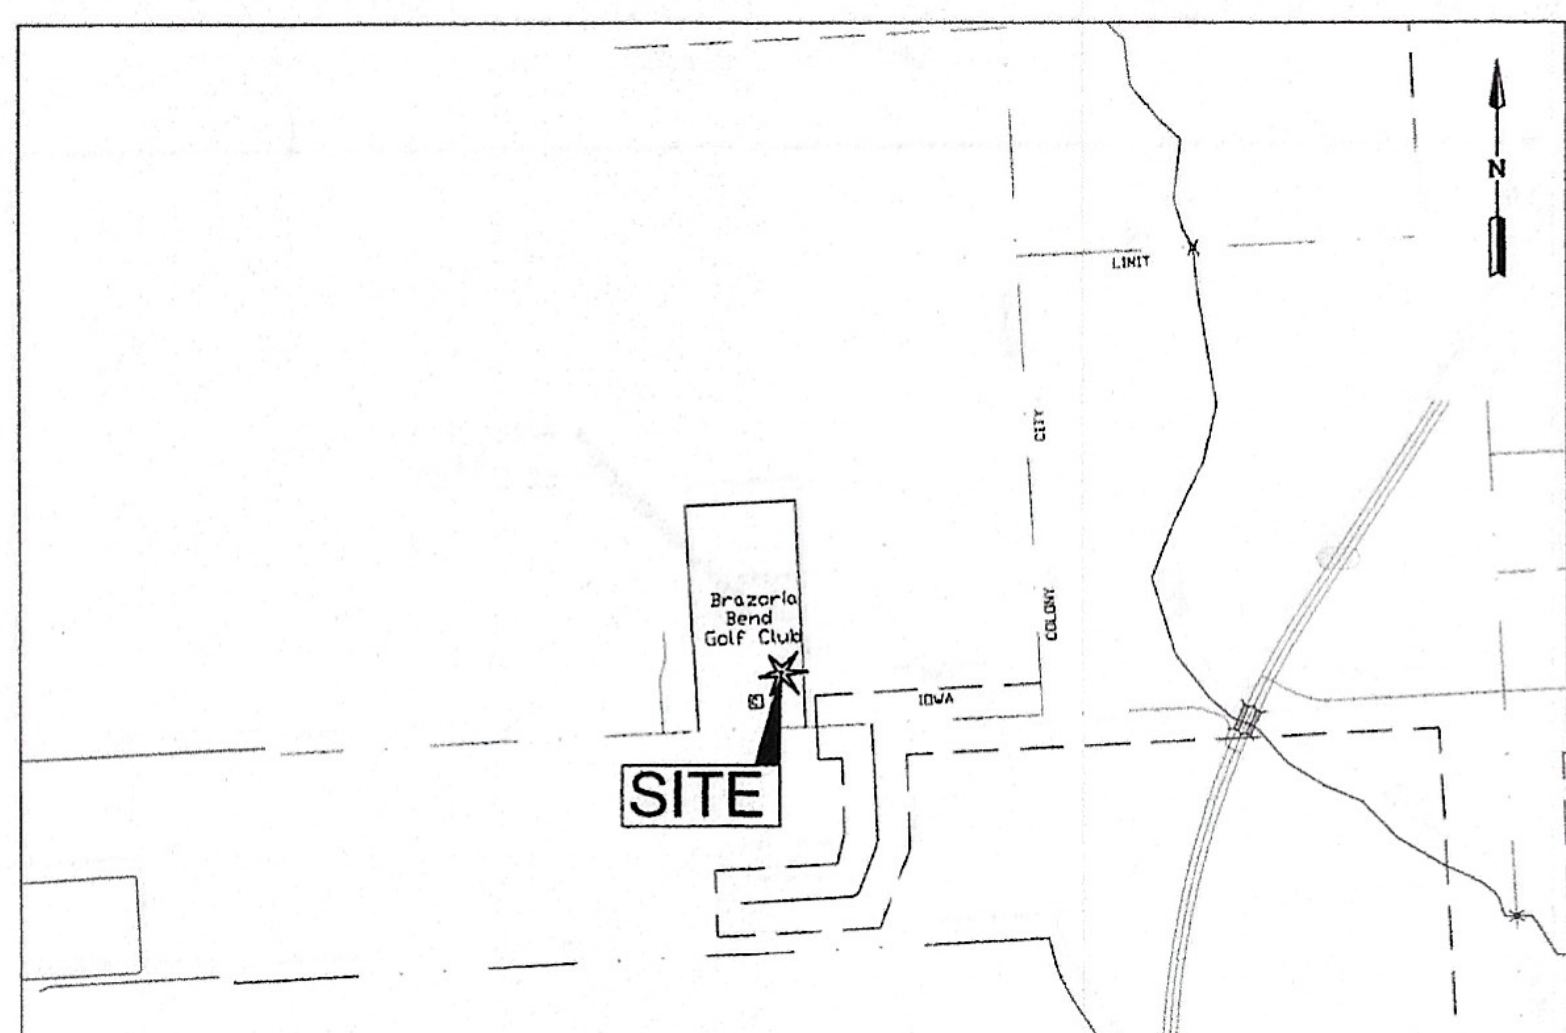 N
LIMIT
CITY
Brazoria
Bend
Golf Club
COLONY
IOWA
SITE